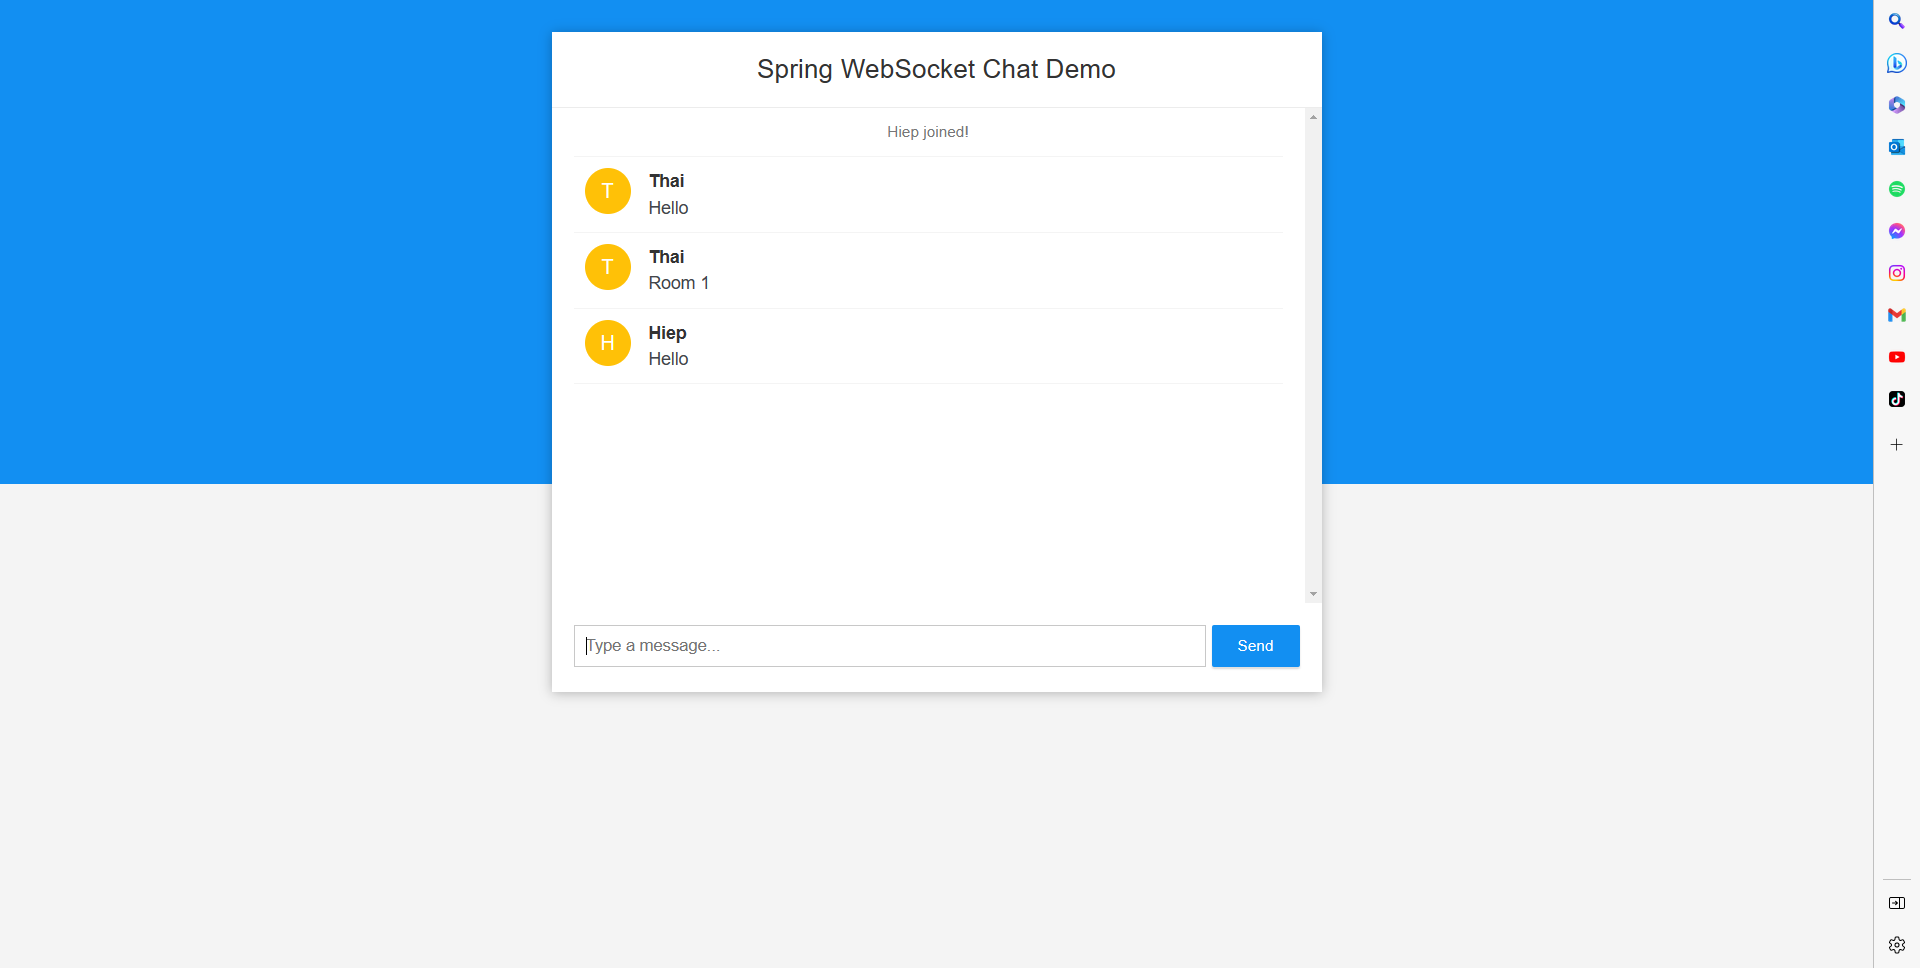 Spring WebSocket Chat Demo
Hiep joined!
T
Thai
Hello
T
Thai
Room 1
H
Hiep
Hello
Type a message...
Send